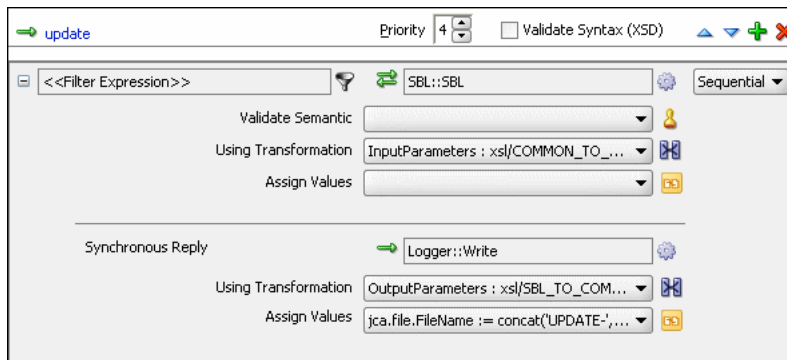 update Priority 4 Validate Syntax (XSD)
<<Filter Expression>> SBL::SBL Sequential
Validate Semantic
Using Transformation InputParameters : xsl/COMMON_TO_...
Assign Values
Synchronous Reply Logger::Write
Using Transformation OutputParameters : xsl/SBL_TO_COM...
Assign Values jca.file.FileName := concat('UPDATE-',...